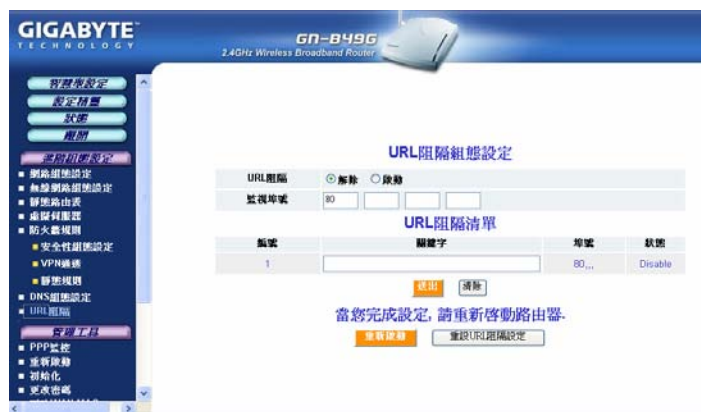 GIGABYTE
TECHNOLOGY
GN-B49G
2.4GHz Wireless Broadband Router
智慧型設定
設定精靈
狀態
離開
進階組態設定
網路組態設定
無線網路組態設定
靜態路由表
虛擬伺服器
防火牆規則
安全性組態設定
VPN通透
靜態規則
DNS組態設定
URL阻隔
管理工具
PPP監控
重新啟動
初始化
更改密碼
URL阻隔組態設定
URL阻隔 解除 啟動
監視埠號 80
URL阻隔清單
編號 關鍵字 埠號 狀態
1 80,,, Disable
送出 清除
當您完成設定, 請重新啓動路由器.
重新啟動 重設URL阻隔設定